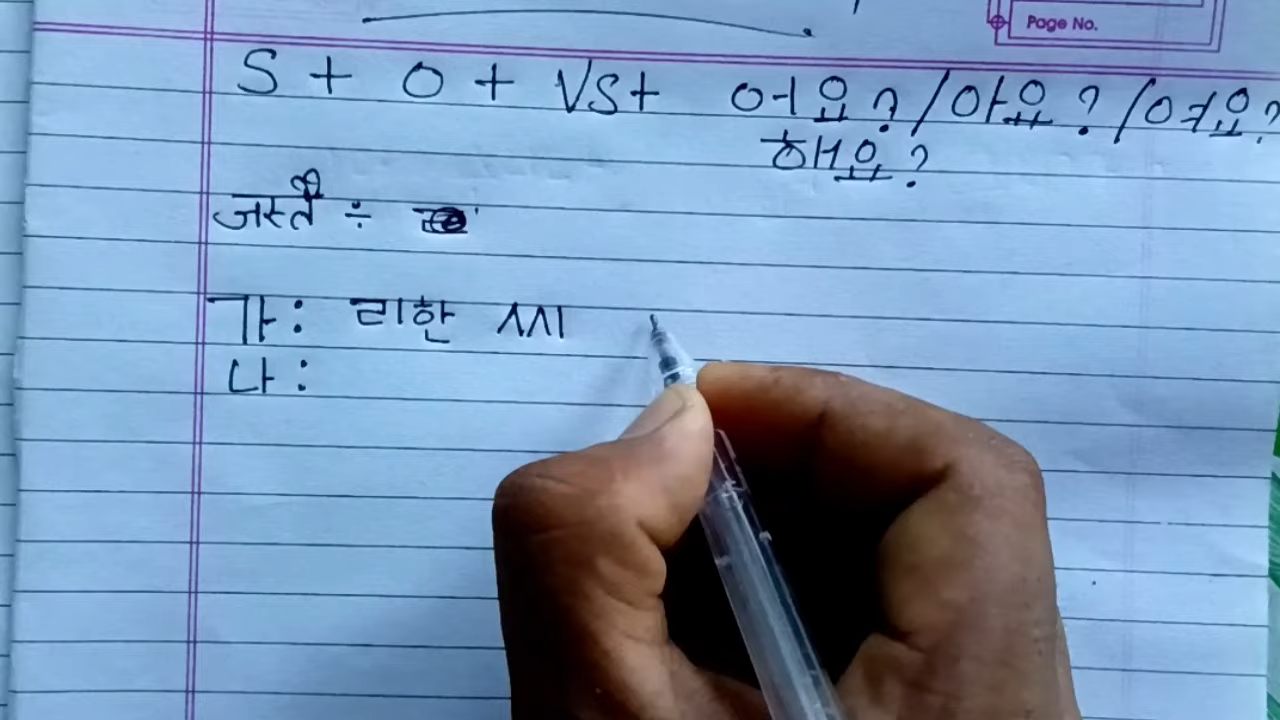 Page No.
S + O + VS+ 어요? / 아요? / 여요?
해요?
जस्तै ÷
가: 리한 씨
나: